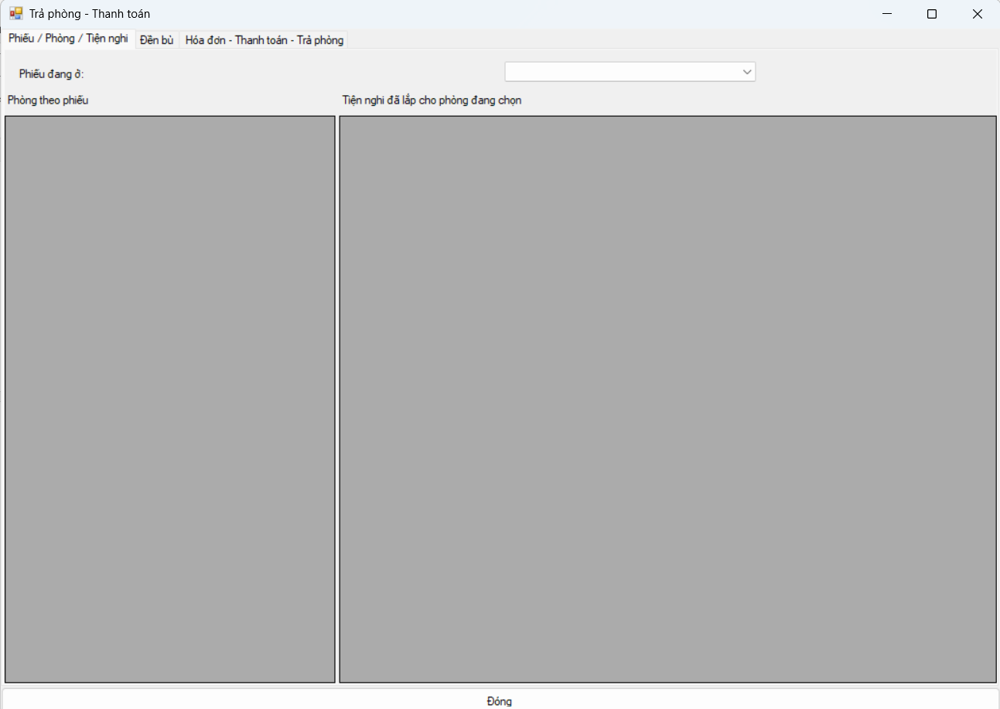 Trả phòng - Thanh toán
Phiếu / Phòng / Tiện nghi Đền bù Hóa đơn - Thanh toán - Trả phòng
Phiếu đang ở:
Phòng theo phiếu Tiện nghi đã lắp cho phòng đang chọn
Đóng